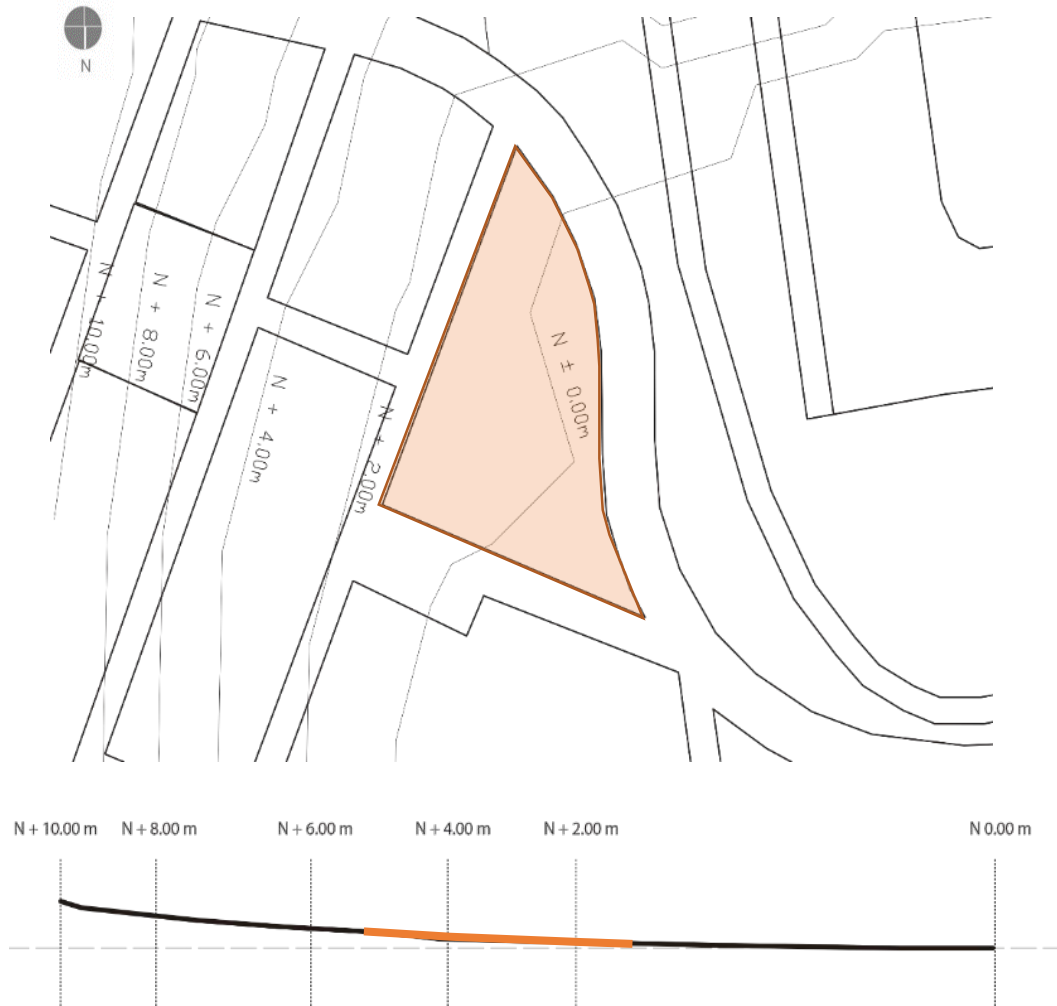 N
N + 10.00m
N + 8.00m
N + 6.00m
N + 4.00m
N + 2.00m
N ± 0.00m
N + 10.00 m
N + 8.00 m
N + 6.00 m
N + 4.00 m
N + 2.00 m
N 0.00 m